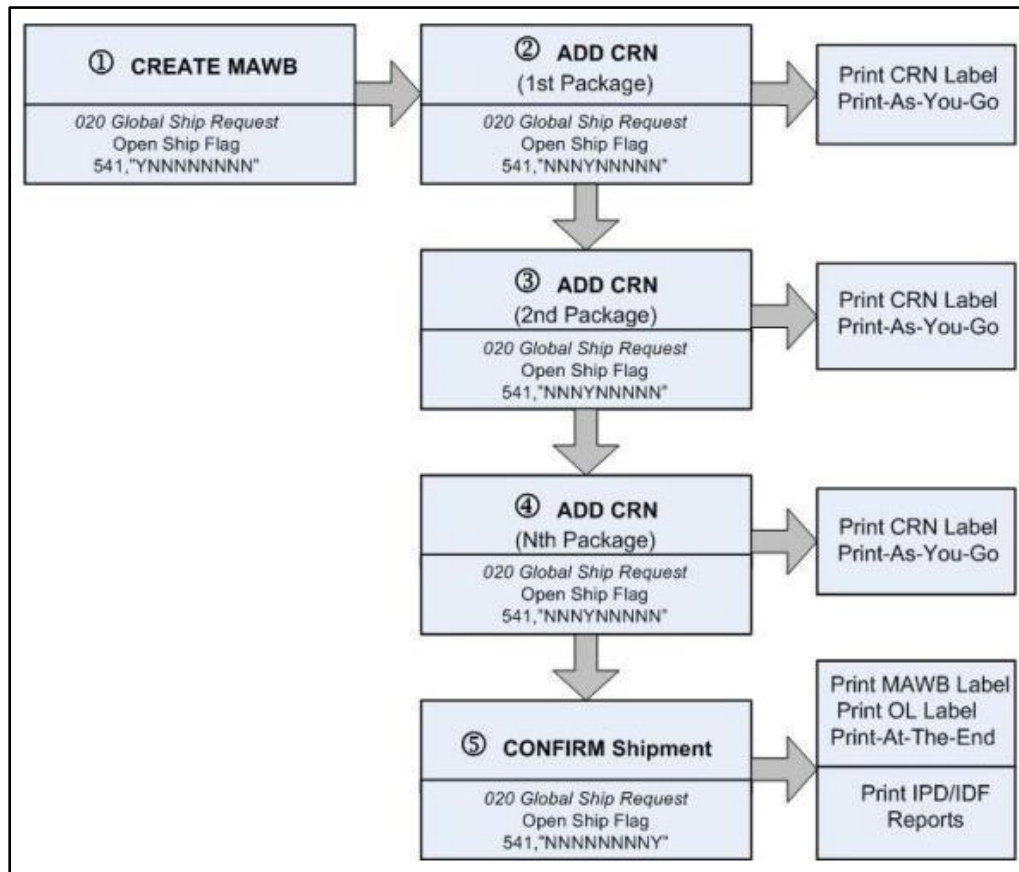 ① CREATE MAWB
020 Global Ship Request
Open Ship Flag
541,"YNNNNNNNN"
② ADD CRN
(1st Package)
020 Global Ship Request
Open Ship Flag
541,"NNNYNNNNN"
Print CRN Label
Print-As-You-Go
③ ADD CRN
(2nd Package)
020 Global Ship Request
Open Ship Flag
541,"NNNYNNNNN"
Print CRN Label
Print-As-You-Go
④ ADD CRN
(Nth Package)
020 Global Ship Request
Open Ship Flag
541,"NNNYNNNNN"
Print CRN Label
Print-As-You-Go
⑤ CONFIRM Shipment
020 Global Ship Request
Open Ship Flag
541,"NNNNNNNNY"
Print MAWB Label
Print OL Label
Print-At-The-End
Print IPD/IDF
Reports